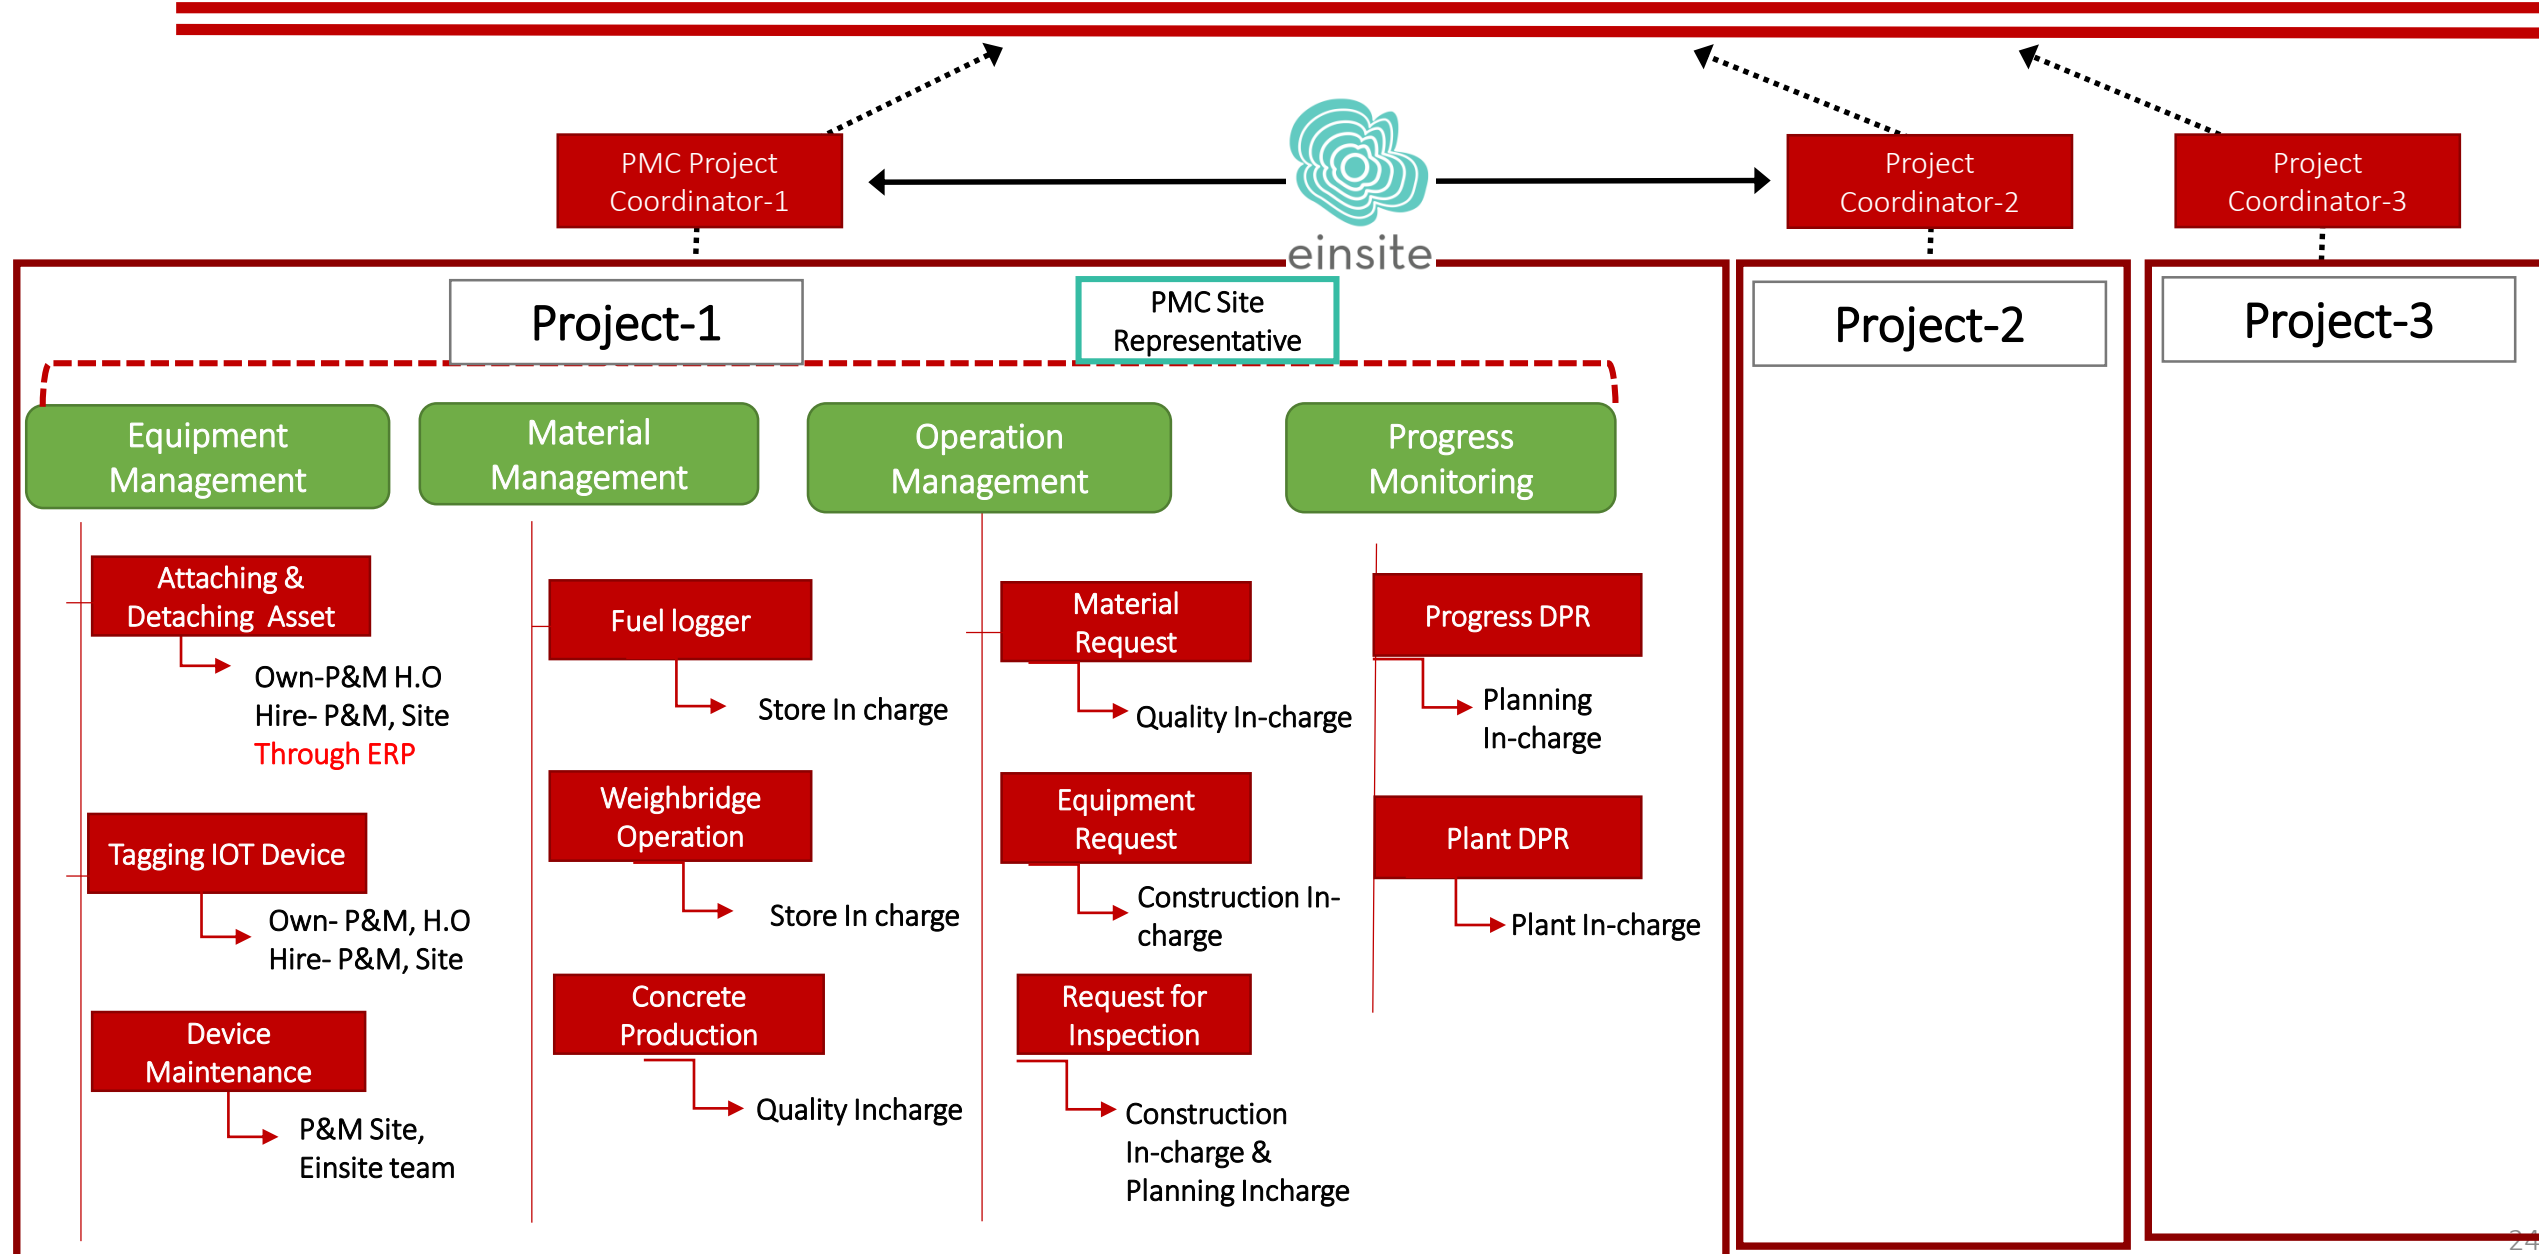 PMC Project
Coordinator-1
einsite
Project
Coordinator-2
Project
Coordinator-3
Project-1
PMC Site
Representative
Project-2
Project-3
Equipment
Management
Material
Management
Operation
Management
Progress
Monitoring
Attaching &
Detaching Asset
Own-P&M H.O
Hire- P&M, Site
Through ERP
Tagging IOT Device
Own- P&M, H.O
Hire- P&M, Site
Device
Maintenance
P&M Site,
Einsite team
Fuel logger
Store In charge
Weighbridge
Operation
Store In charge
Concrete
Production
Quality Incharge
Material
Request
Quality In-charge
Equipment
Request
Construction In-
charge
Request for
Inspection
Construction
In-charge &
Planning Incharge
Progress DPR
Planning
In-charge
Plant DPR
Plant In-charge
24